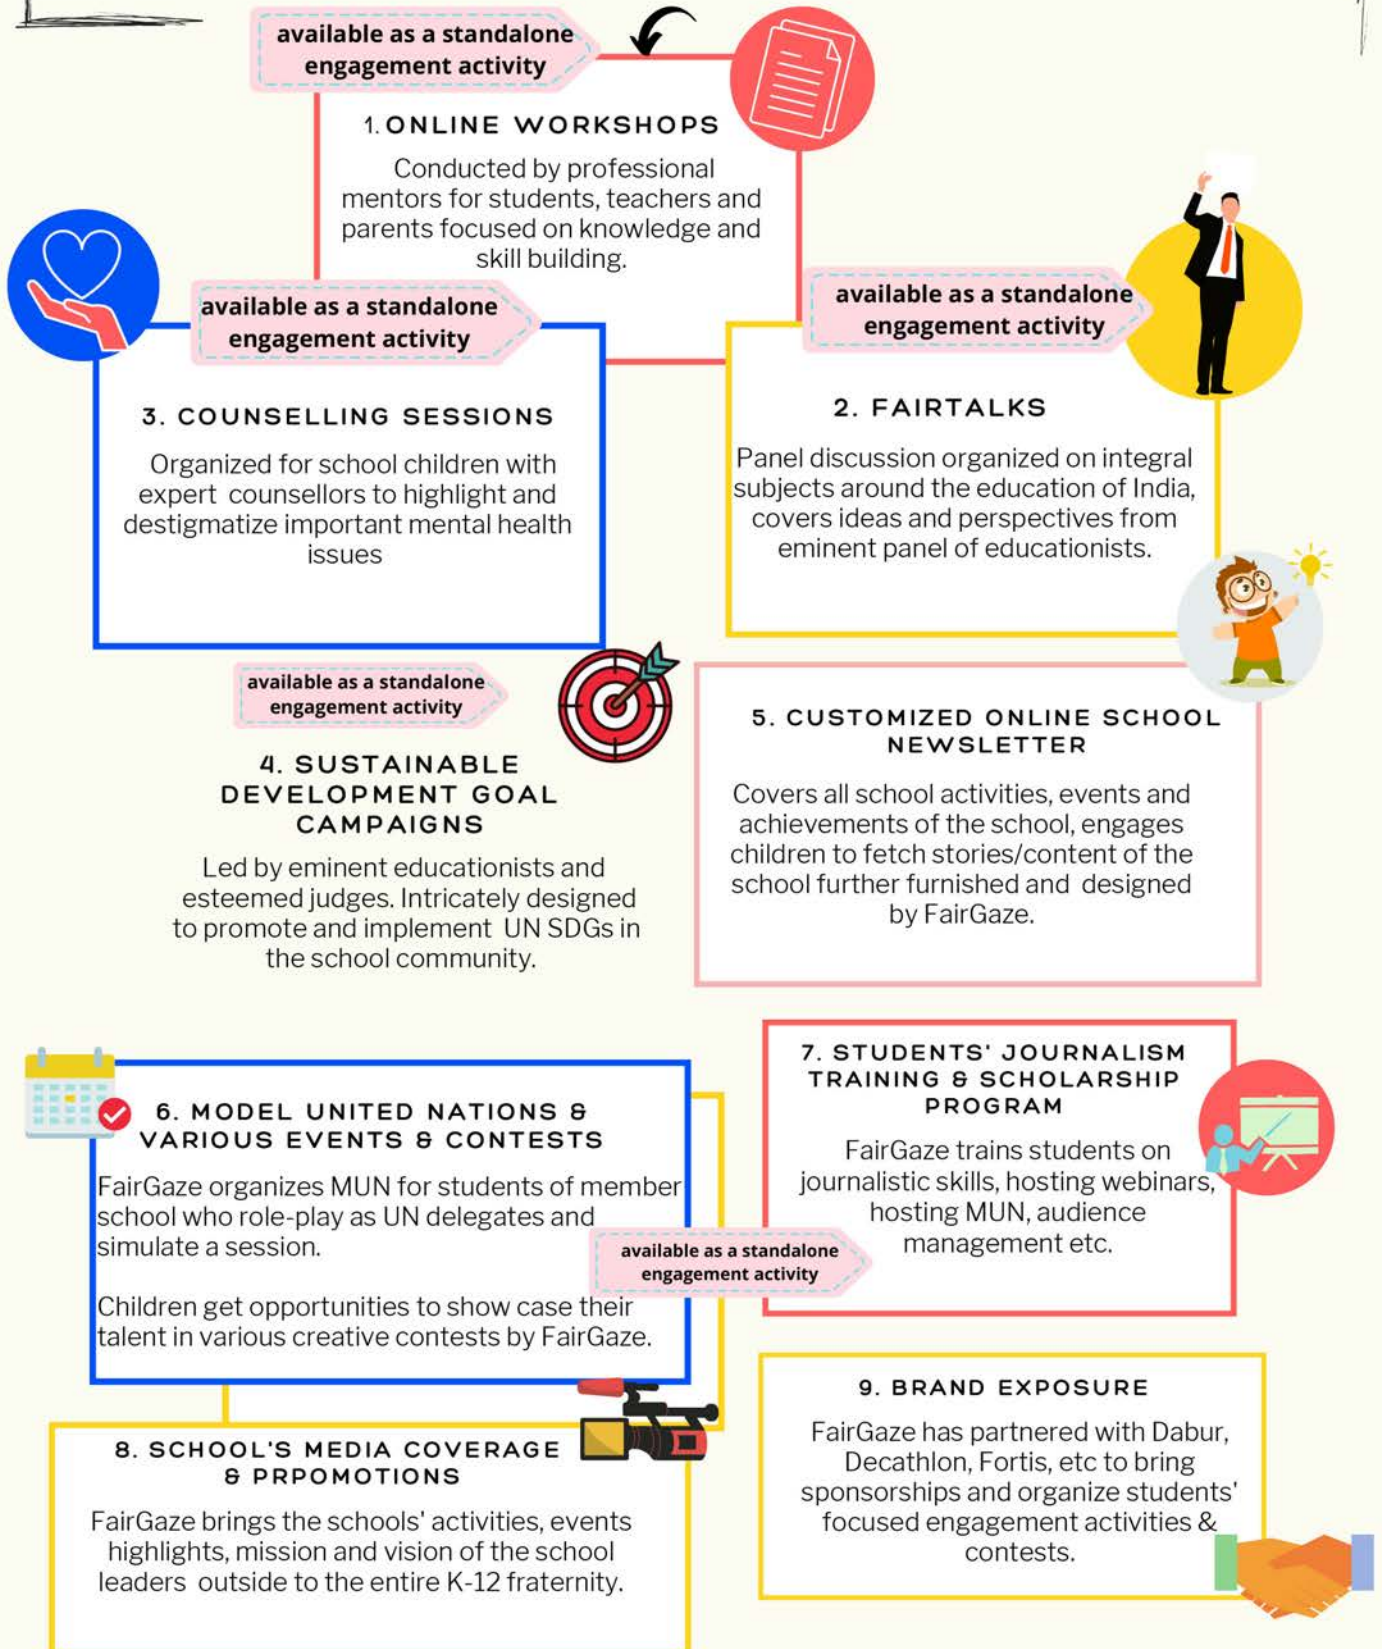 available as a standalone
engagement activity
1. ONLINE WORKSHOPS
Conducted by professional
mentors for students, teachers and
parents focused on knowledge and
skill building.
available as a standalone
engagement activity
2. FAIRTALKS
Panel discussion organized on integral
subjects around the education of India,
covers ideas and perspectives from
eminent panel of educationists.
available as a standalone
engagement activity
3. COUNSELLING SESSIONS
Organized for school children with
expert counsellors to highlight and
destigmatize important mental health
issues
available as a standalone
engagement activity
4. SUSTAINABLE
DEVELOPMENT GOAL
CAMPAIGNS
Led by eminent educationists and
esteemed judges. Intricately designed
to promote and implement UN SDGs in
the school community.
5. CUSTOMIZED ONLINE SCHOOL
NEWSLETTER
Covers all school activities, events and
achievements of the school, engages
children to fetch stories/content of the
school further furnished and designed
by FairGaze.
6. MODEL UNITED NATIONS &
VARIOUS EVENTS & CONTESTS
FairGaze organizes MUN for students of member
school who role-play as UN delegates and
simulate a session.
Children get opportunities to show case their
talent in various creative contests by FairGaze.
available as a standalone
engagement activity
7. STUDENTS' JOURNALISM
TRAINING & SCHOLARSHIP
PROGRAM
FairGaze trains students on
journalistic skills, hosting webinars,
hosting MUN, audience
management etc.
8. SCHOOL'S MEDIA COVERAGE
& PRPOMOTIONS
FairGaze brings the schools' activities, events
highlights, mission and vision of the school
leaders outside to the entire K-12 fraternity.
9. BRAND EXPOSURE
FairGaze has partnered with Dabur,
Decathlon, Fortis, etc to bring
sponsorships and organize students'
focused engagement activities &
contests.